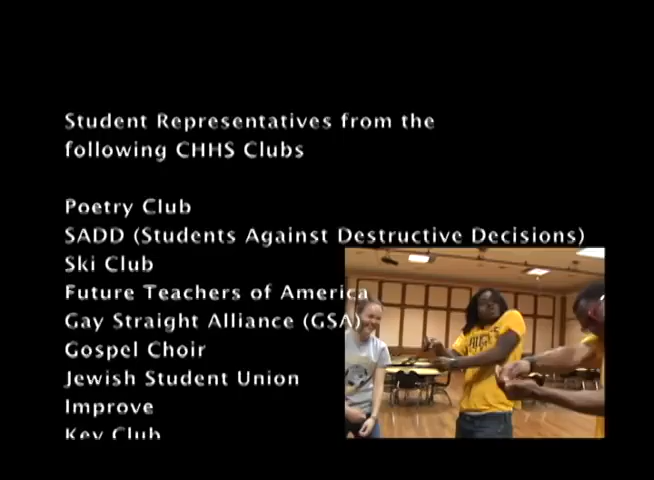 Student Representatives from the
following CHHS Clubs
Poetry Club
SADD (Students Against Destructive Decisions)
Ski Club
Future Teachers of America
Gay Straight Alliance (GSA)
Gospel Choir
Jewish Student Union
Improve
Key Club